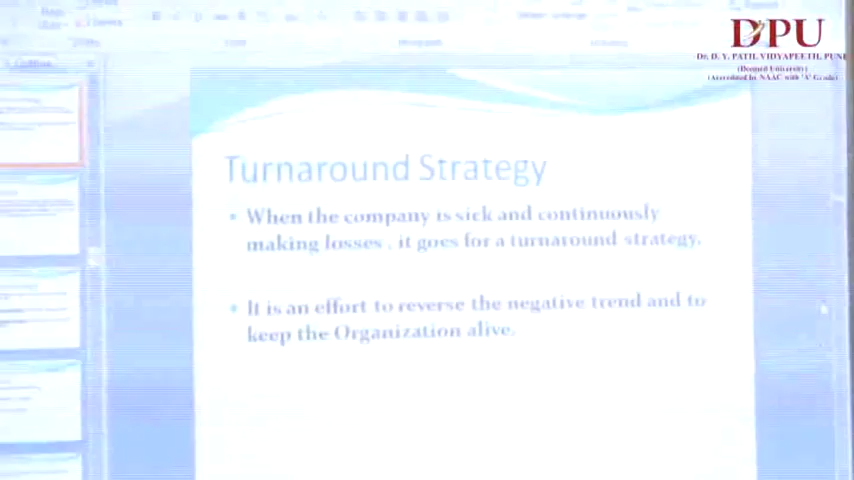 DPU
Dr. D. Y. PATIL VIDYAPEETH, PUNE
(Deemed University)
(Accredited by NAAC with 'A' Grade)
Outline
Turnaround Strategy
When the company is sick and continuously
making losses , it goes for a turnaround strategy.
It is an effort to reverse the negative trend and to
keep the Organization alive.